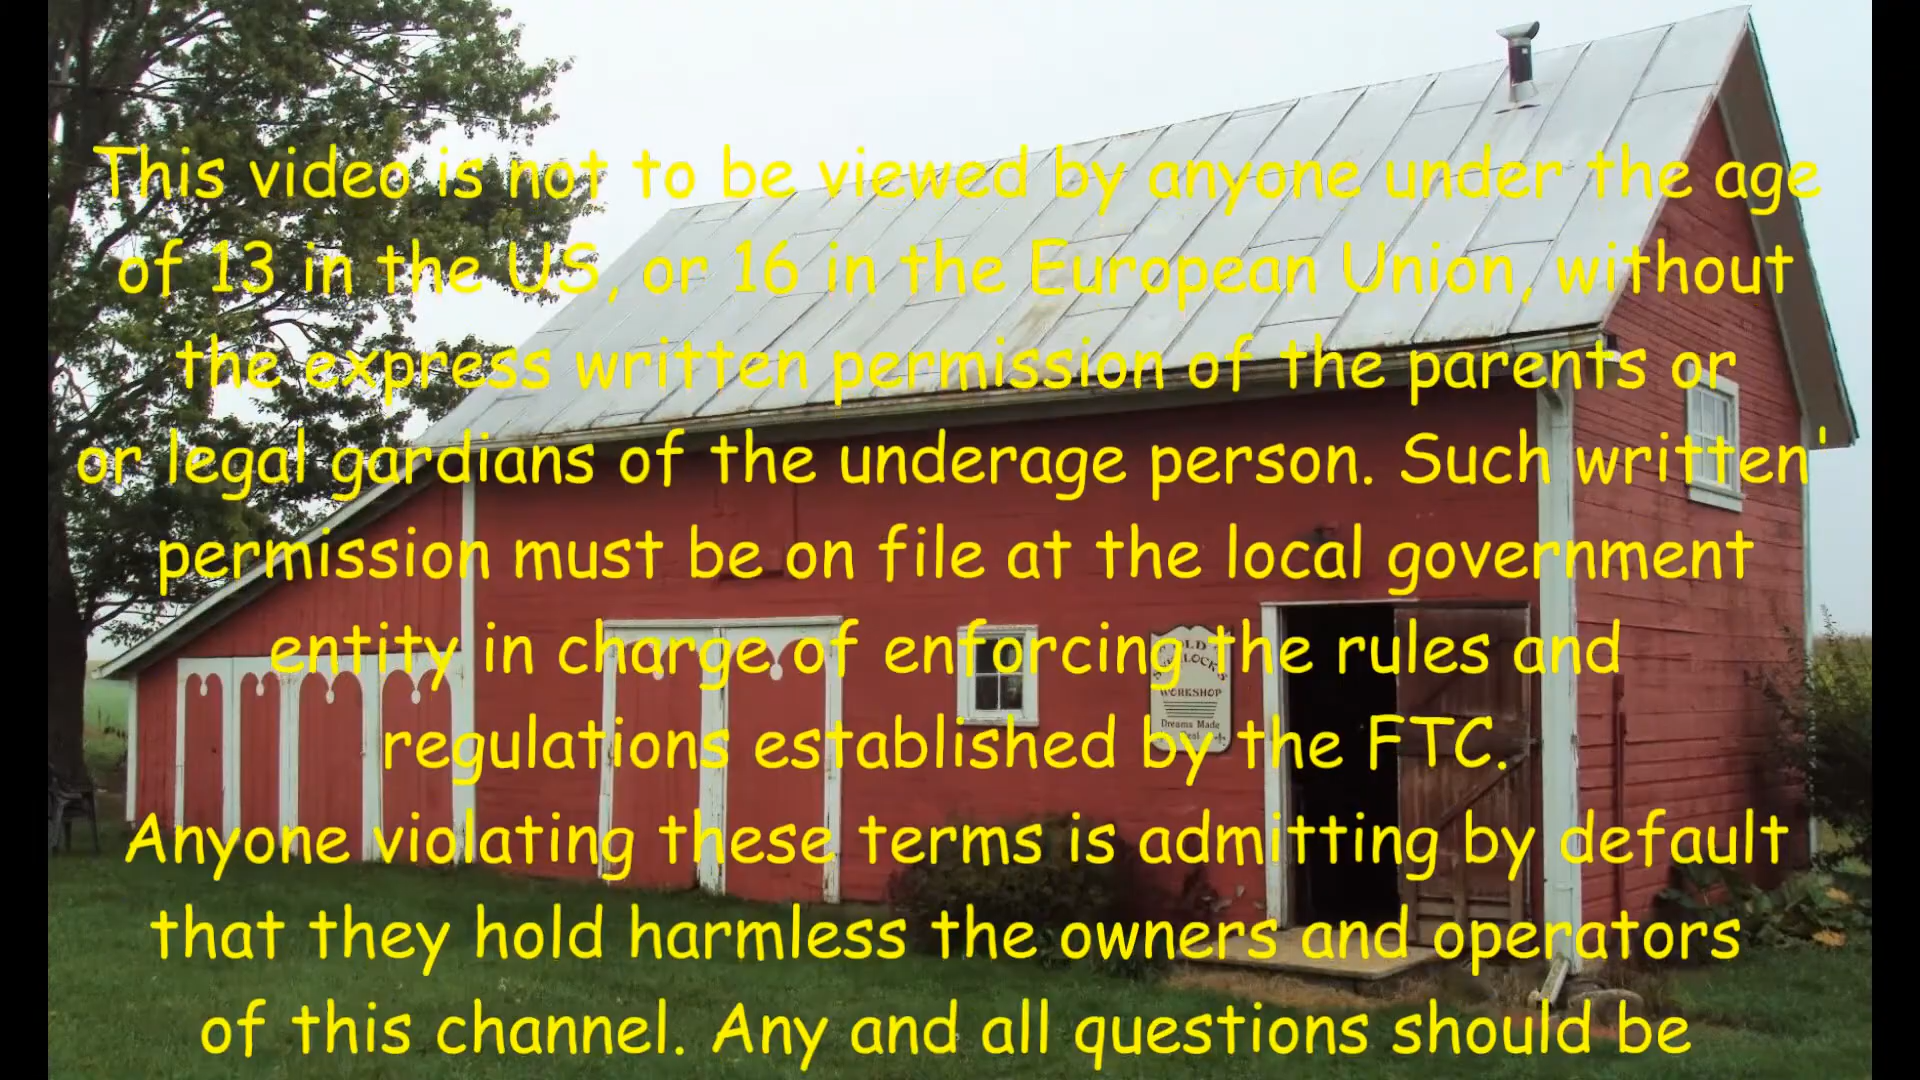 This video is not to be viewed by anyone under the age
of 13 in the US, or 16 in the European Union, without
the express written permission of the parents or
or legal gardians of the underage person. Such written'
permission must be on file at the local government
entity in charge of enforcing the rules and
regulations established by the FTC.
Anyone violating these terms is admitting by default
that they hold harmless the owners and operators
of this channel. Any and all questions should be
WORKSHOP
Dreams Made